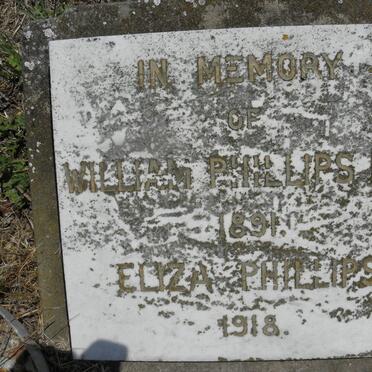 IN MEMORY
OF
WILLIAM PHILLIPS
1891.
ELIZA PHILLIPS
1918.